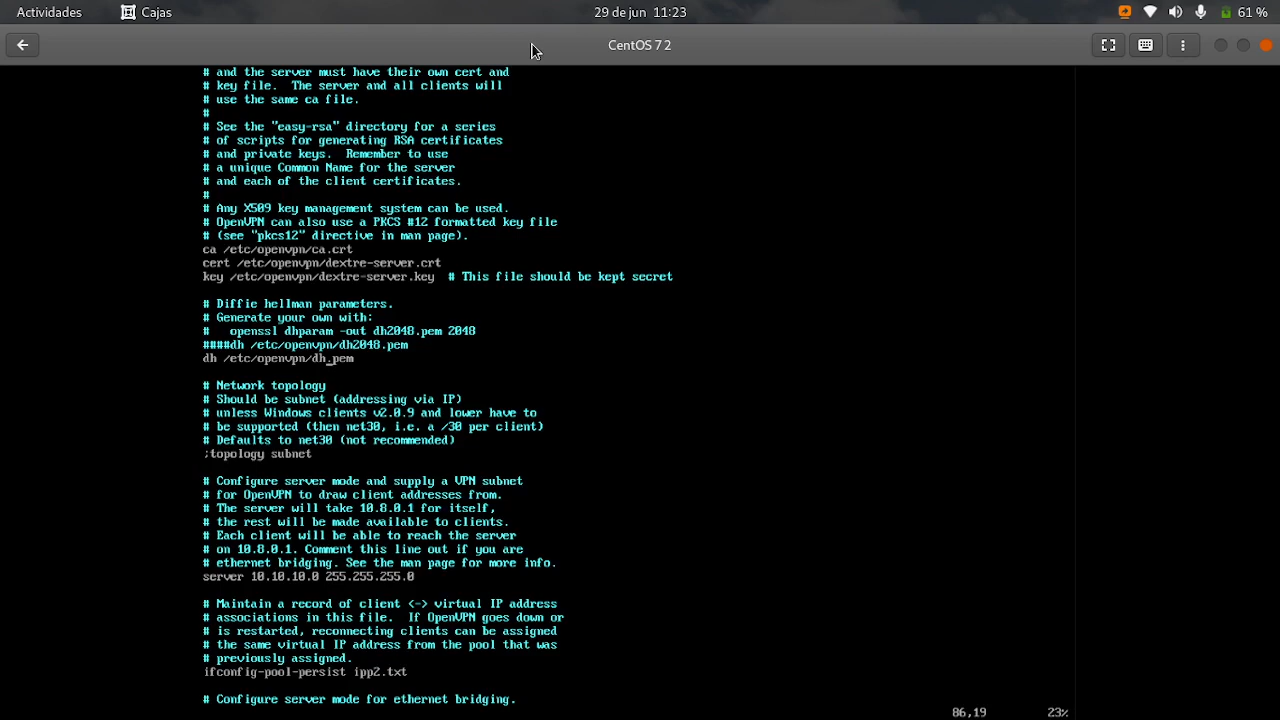 Actividades
Cajas
29 de jun 11:23
61 %
CentOS 7 2
# and the server must have their own cert and
# key file.  The server and all clients will
# use the same ca file.
#
# See the "easy-rsa" directory for a series
# of scripts for generating RSA certificates
# and private keys.  Remember to use
# a unique Common Name for the server
# and each of the client certificates.
#
# Any X509 key management system can be used.
# OpenVPN can also use a PKCS #12 formatted key file
# (see "pkcs12" directive in man page).
ca /etc/openvpn/ca.crt
cert /etc/openvpn/dextre-server.crt
key /etc/openvpn/dextre-server.key  # This file should be kept secret
# Diffie hellman parameters.
# Generate your own with:
#   openssl dhparam -out dh2048.pem 2048
####dh /etc/openvpn/dh2048.pem
dh /etc/openvpn/dh.pem
# Network topology
# Should be subnet (addressing via IP)
# unless Windows clients v2.0.9 and lower have to
# be supported (then net30, i.e. a /30 per client)
# Defaults to net30 (not recommended)
;topology subnet
# Configure server mode and supply a VPN subnet
# for OpenVPN to draw client addresses from.
# The server will take 10.8.0.1 for itself,
# the rest will be made available to clients.
# Each client will be able to reach the server
# on 10.8.0.1. Comment this line out if you are
# ethernet bridging. See the man page for more info.
server 10.10.10.0 255.255.255.0
# Maintain a record of client <-> virtual IP address
# associations in this file.  If OpenVPN goes down or
# is restarted, reconnecting clients can be assigned
# the same virtual IP address from the pool that was
# previously assigned.
ifconfig-pool-persist ipp2.txt
# Configure server mode for ethernet bridging.
86,19
23%